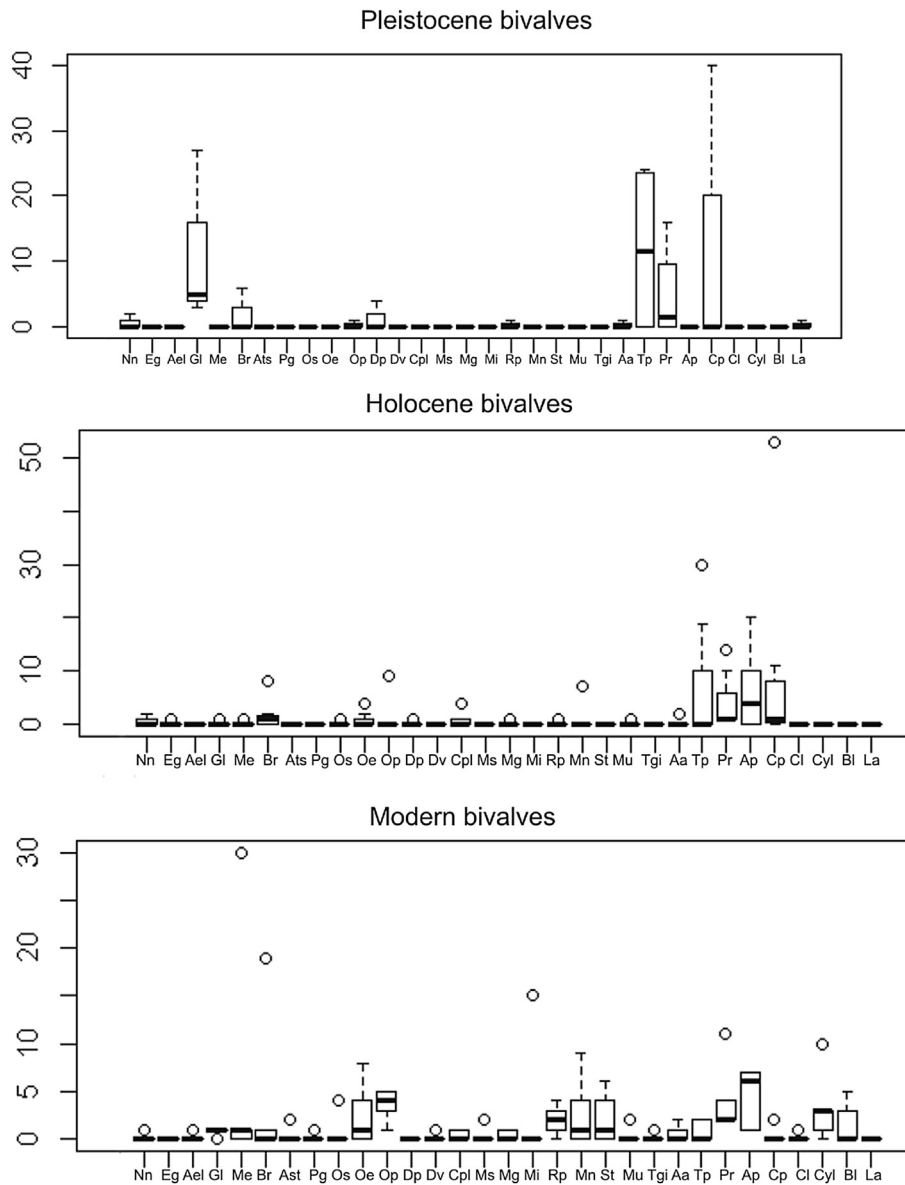 Pleistocene bivalves
40
30
20
10
0
Nn Eg Ael Gl Me Br Ats Pg Os Oe Op Dp Dv Cpl Ms Mg Mi Rp Mn St Mu Tgi Aa Tp Pr Ap Cp Cl Cyl Bl La
Holocene bivalves
50
30
10
0
Nn Eg Ael Gl Me Br Ats Pg Os Oe Op Dp Dv Cpl Ms Mg Mi Rp Mn St Mu Tgi Aa Tp Pr Ap Cp Cl Cyl Bl La
Modern bivalves
30
20
10
5
0
Nn Eg Ael Gl Me Br Ast Pg Os Oe Op Dp Dv Cpl Ms Mg Mi Rp Mn St Mu Tgi Aa Tp Pr Ap Cp Cl Cyl Bl La